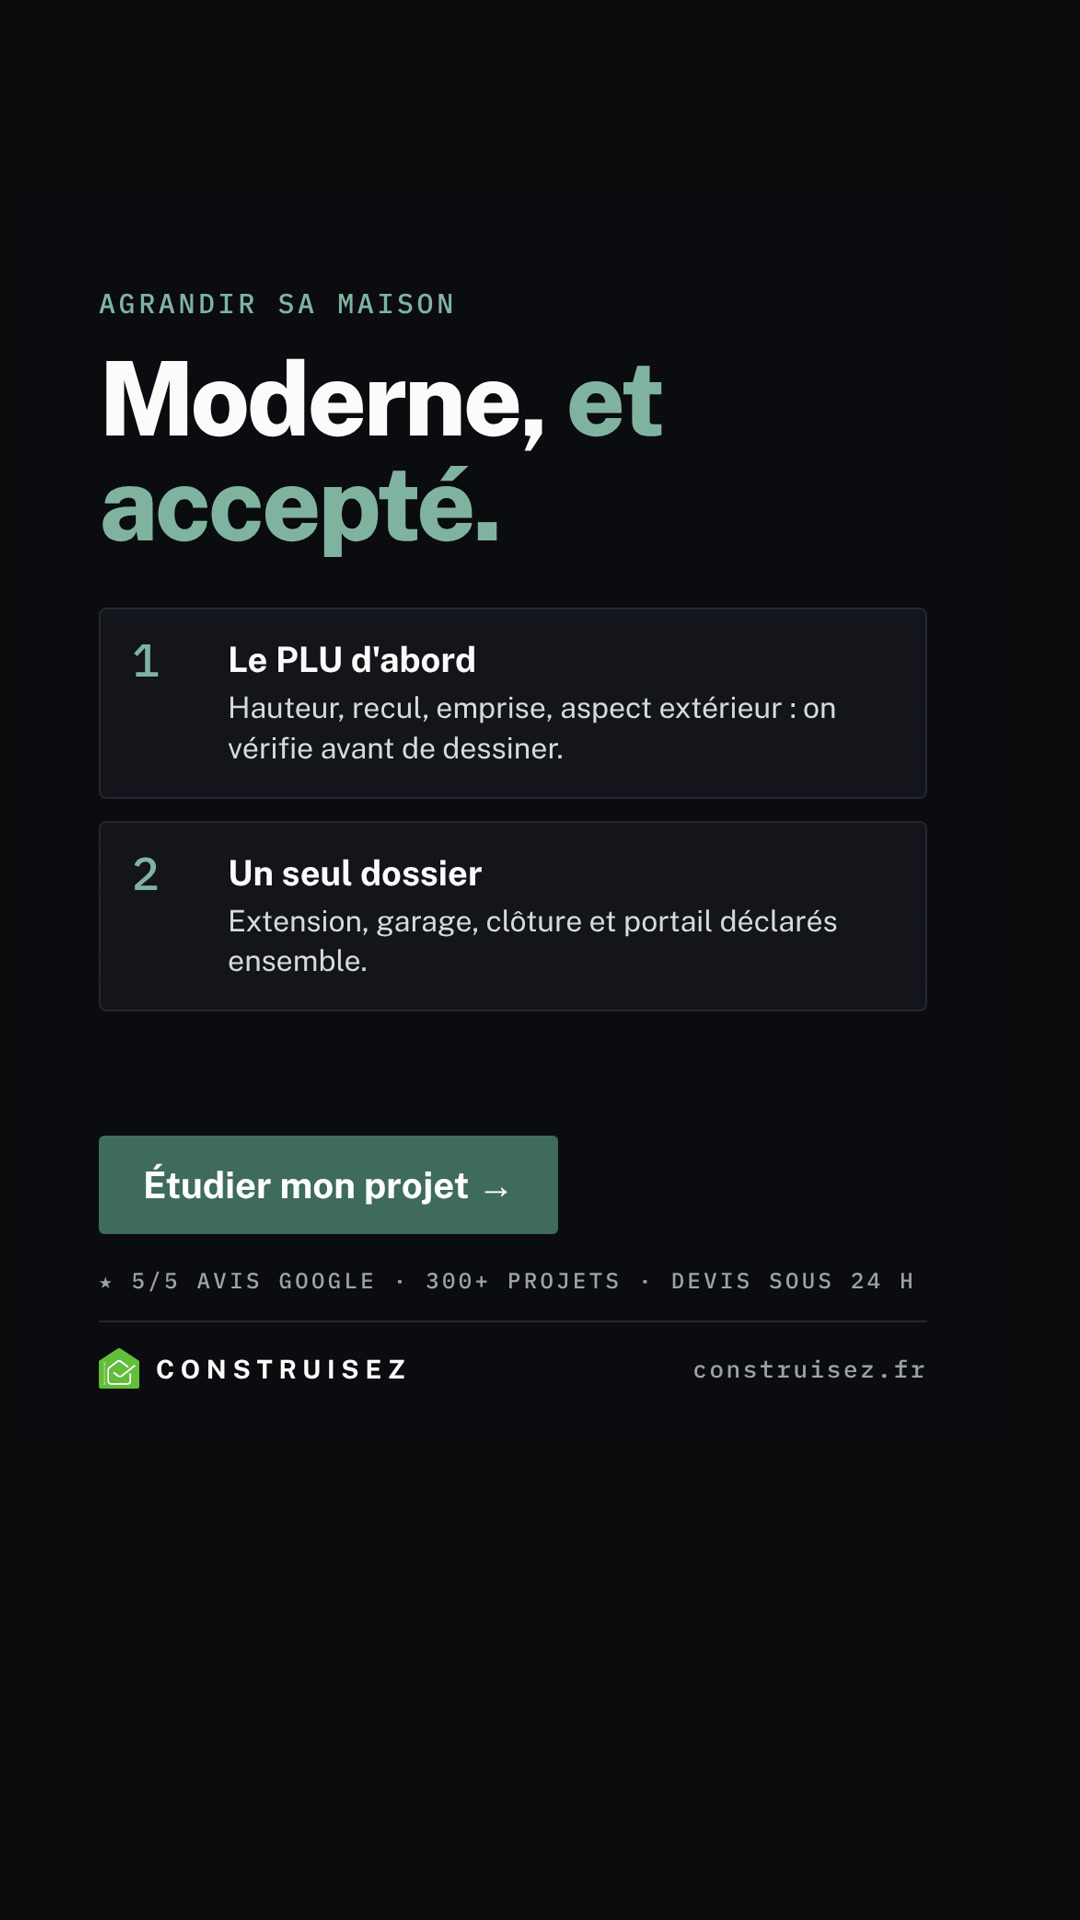 AGRANDIR SA MAISON
Moderne, et
accepté.
1
Le PLU d'abord
Hauteur, recul, emprise, aspect extérieur : on
vérifie avant de dessiner.
2
Un seul dossier
Extension, garage, clôture et portail déclarés
ensemble.
Étudier mon projet →
★ 5/5 AVIS GOOGLE · 300+ PROJETS · DEVIS SOUS 24 H
CONSTRUISEZ
construisez.fr